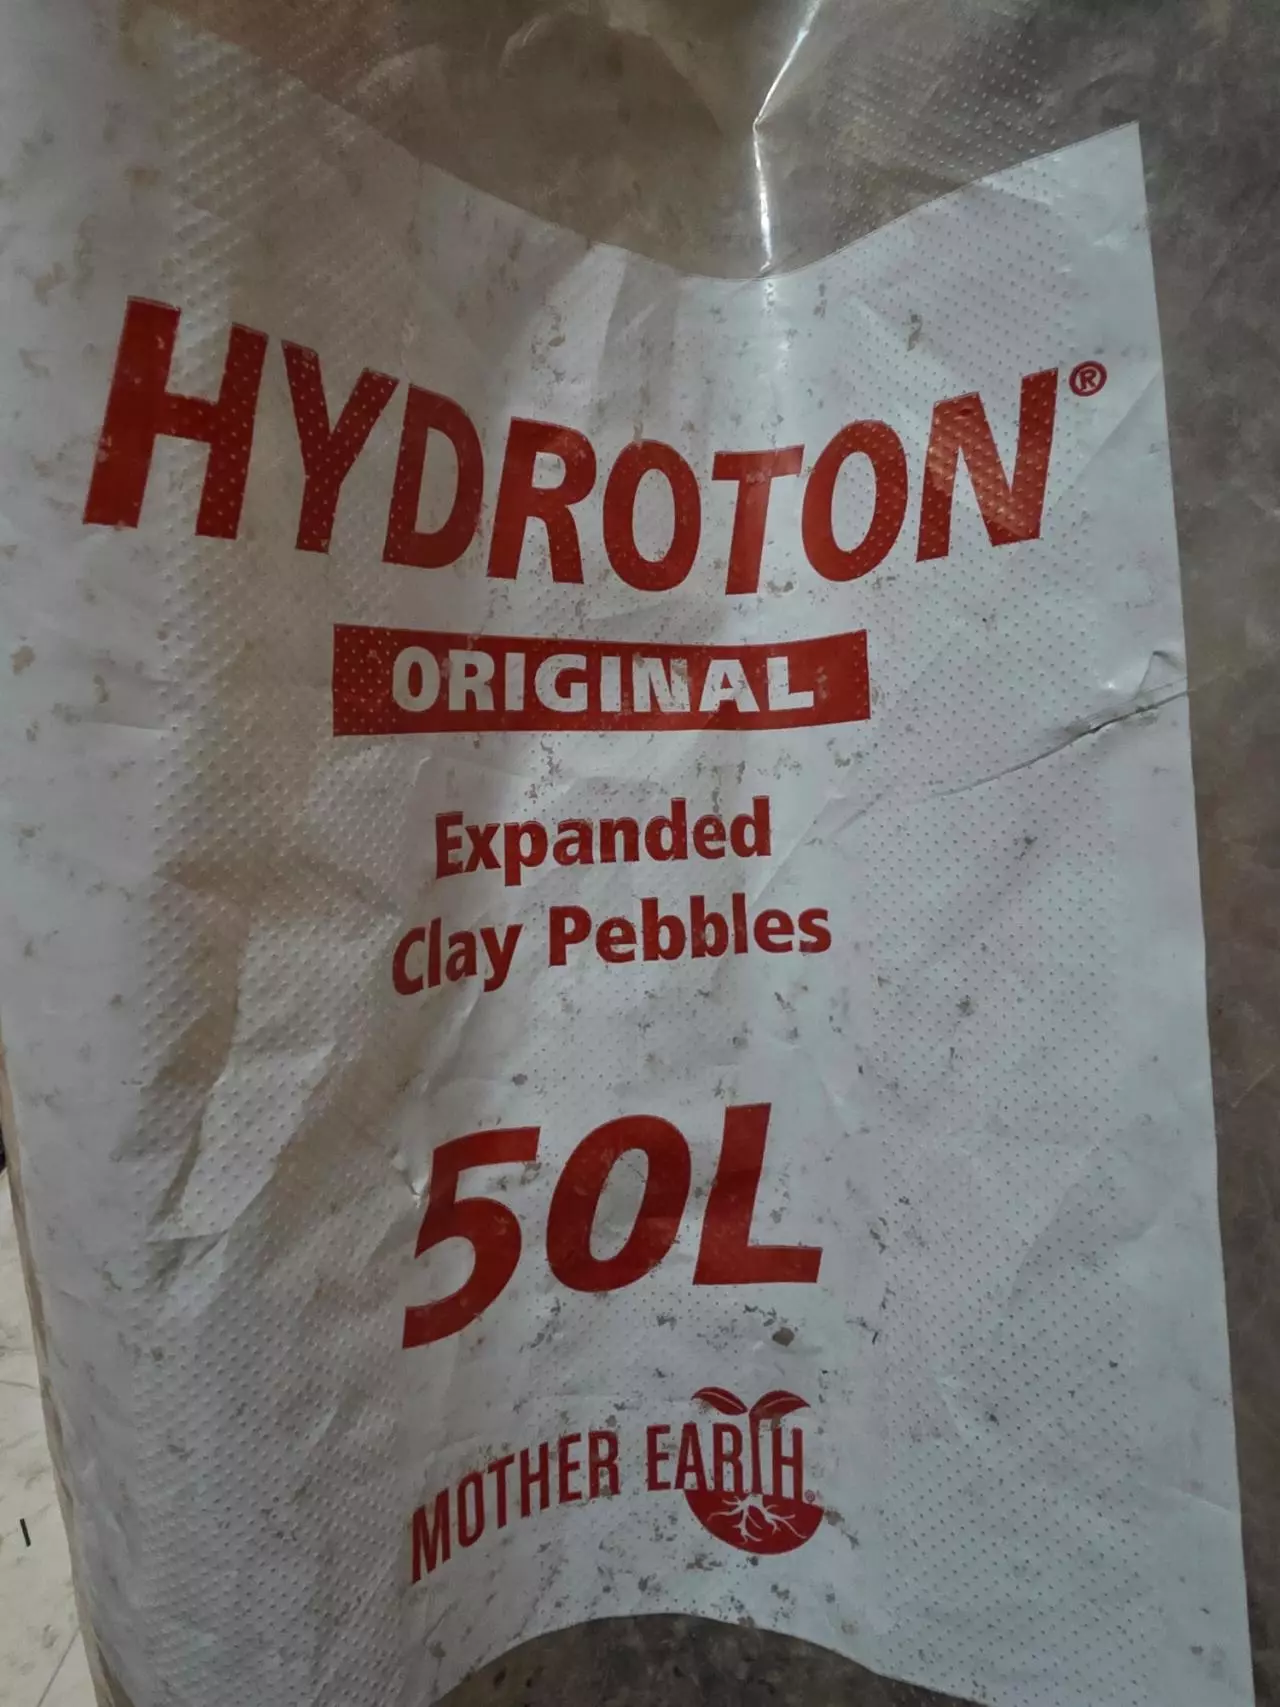 HYDROTON®
ORIGINAL
Expanded
Clay Pebbles
50L
MOTHER EARTH®